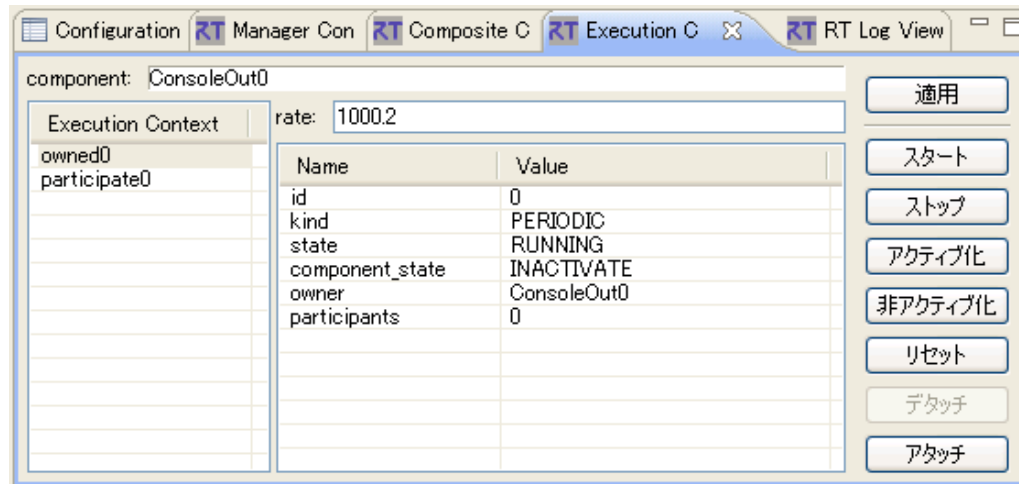 Configuration RT Manager Con RT Composite C RT Execution C RT RT Log View
component: ConsoleOut0
適用
Execution Context
rate: 1000.2
owned0
participate0
Name Value
id 0
kind PERIODIC
state RUNNING
component_state INACTIVATE
owner ConsoleOut0
participants 0
スタート
ストップ
アクティブ化
非アクティブ化
リセット
デタッチ
アタッチ